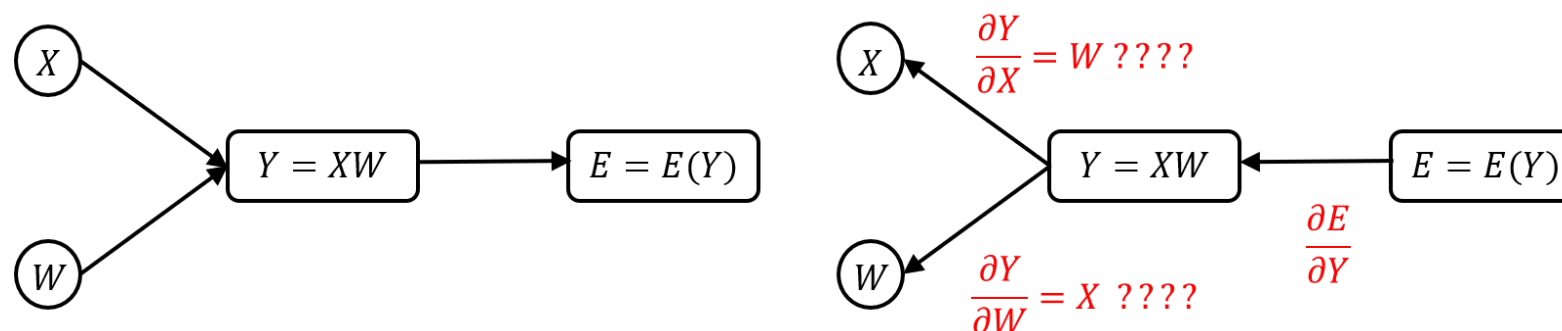 X
Y = XW
E = E(Y)
W
X
∂Y/∂X = W ????
Y = XW
E = E(Y)
∂E/∂Y
W
∂Y/∂W = X ????